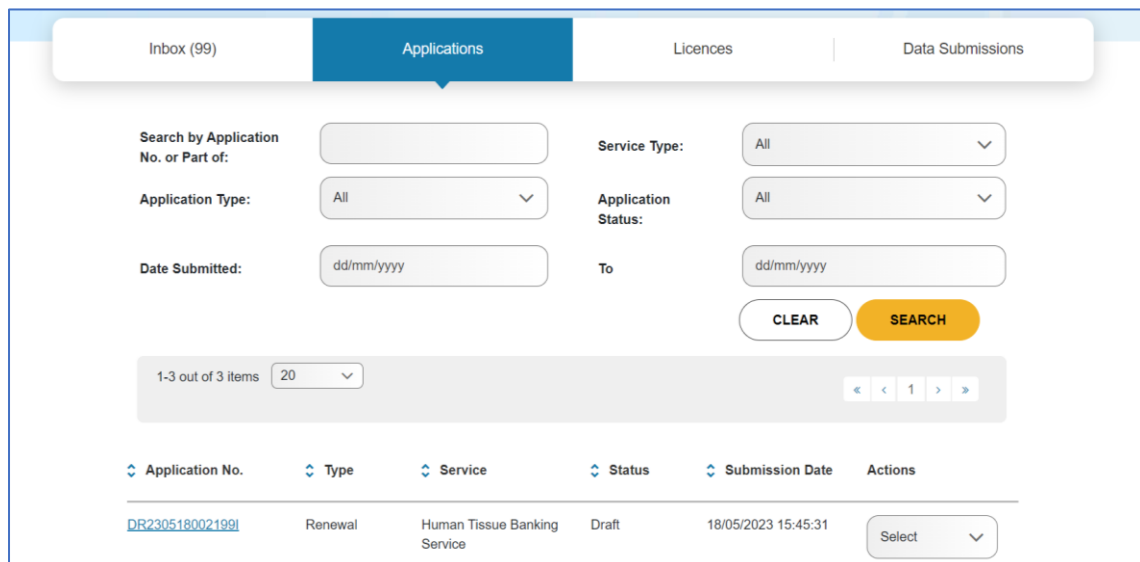 Inbox (99)
Applications
Licences
Data Submissions
Search by Application
No. or Part of:
Service Type:
All
Application Type:
All
Application
Status:
All
Date Submitted:
dd/mm/yyyy
To
dd/mm/yyyy
CLEAR
SEARCH
1-3 out of 3 items
20
« < 1 > »
Application No.
Type
Service
Status
Submission Date
Actions
DR230518002199I
Renewal
Human Tissue Banking
Service
Draft
18/05/2023 15:45:31
Select